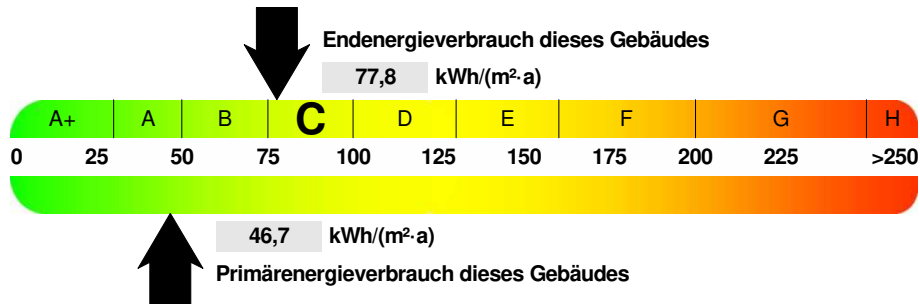 Endenergieverbrauch dieses Gebäudes
77,8 kWh/(m²·a)
A+ A B C D E F G H
0 25 50 75 100 125 150 175 200 225 >250
46,7 kWh/(m²·a)
Primärenergieverbrauch dieses Gebäudes